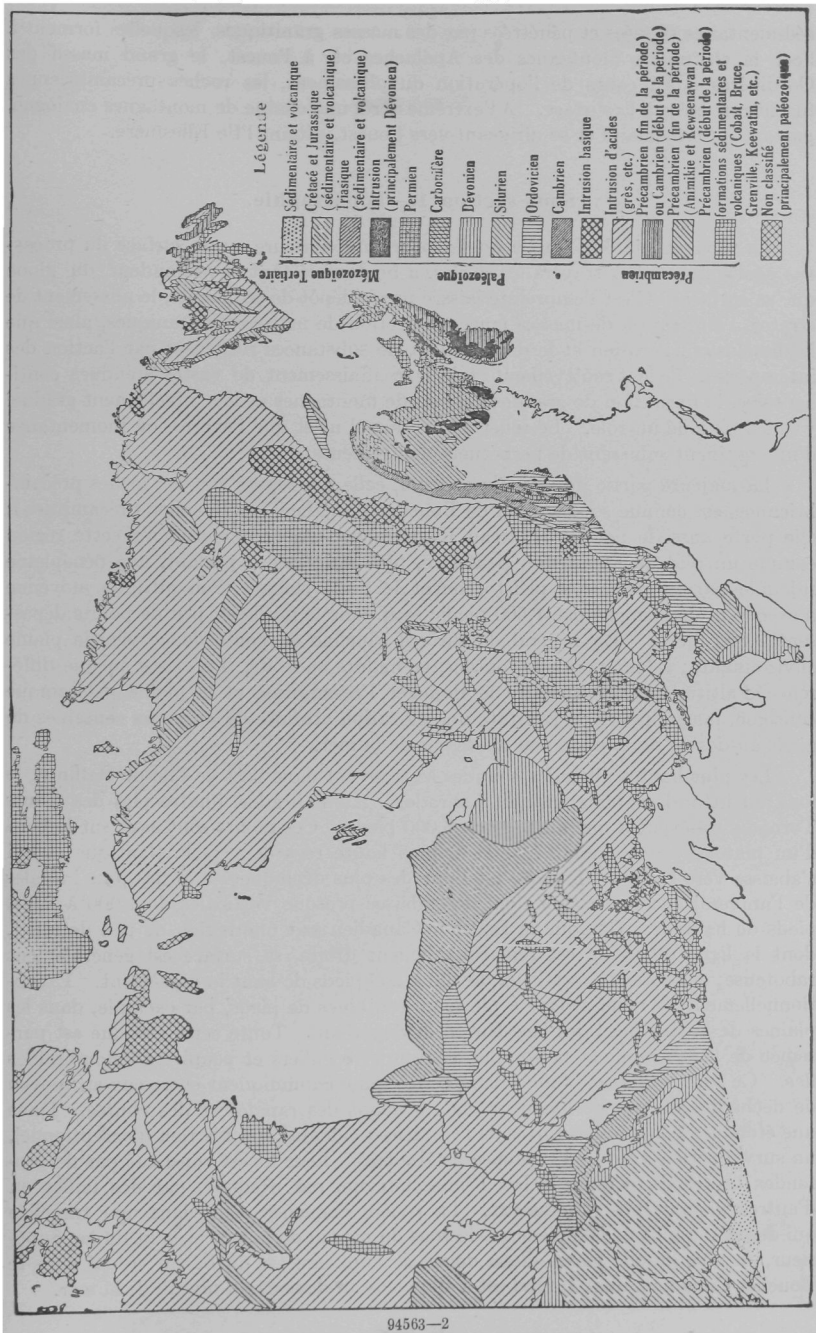 Légende
Tertiaire
Sédimentaire et volcanique
Mézozoïque
Crétacé et Jurassique
(sédimentaire et volcanique)
Triasique
(sédimentaire et volcanique)
Paléozoïque
Intrusion
(principalement Dévonien)
Permien
Carbonifère
Dévonien
Silurien
Ordovicien
Cambrien
Précambrien
Intrusion basique
Intrusion d'acides
(grès, etc.)
Précambrien (fin de la période)
ou Cambrien (début de la période)
Précambrien (fin de la période)
(Animikie et Keweenawan)
Précambrien (début de la période)
formations sédimentaires et
volcaniques (Cobalt, Bruce,
Grenville, Keewatin, etc.)
Non classifié
(principalement paléozoïque)
94563—2